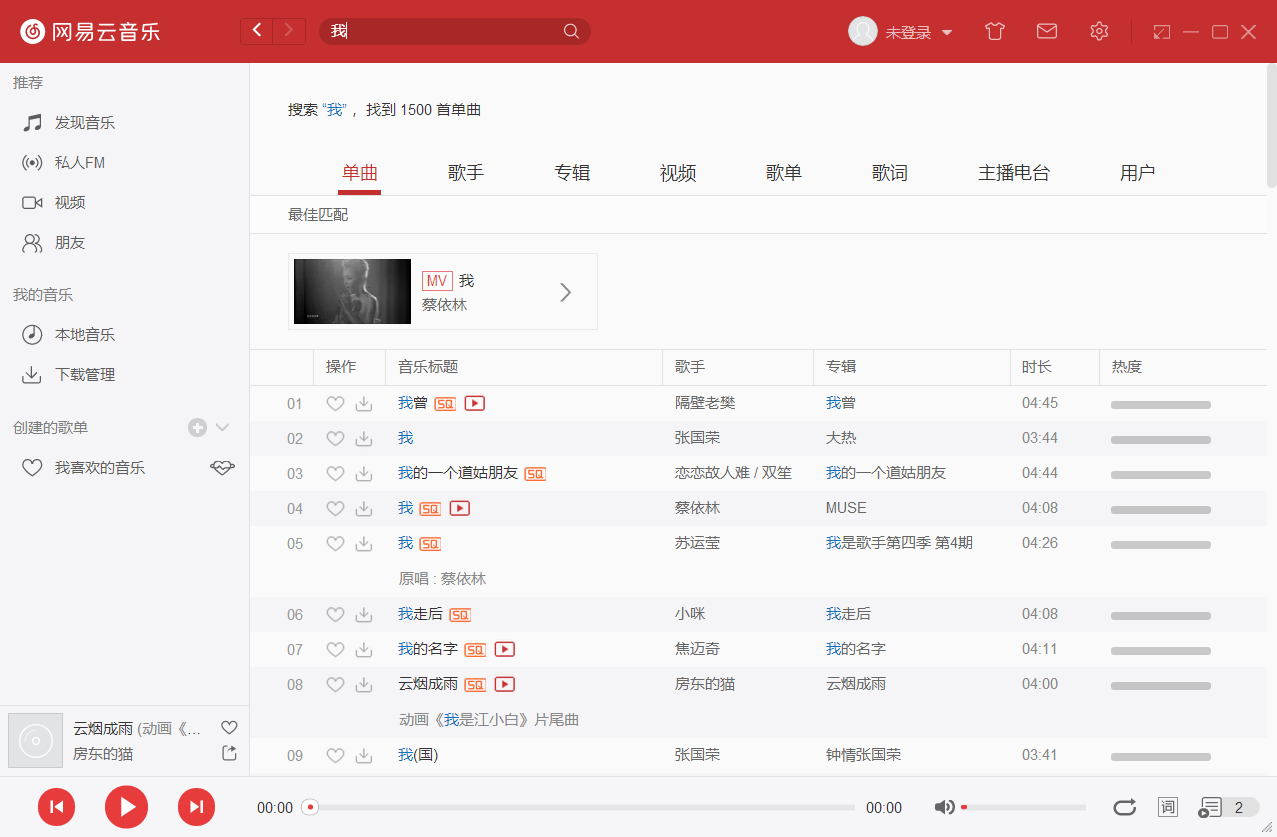 网易云音乐
我
未登录
推荐
发现音乐
私人FM
视频
朋友
我的音乐
本地音乐
下载管理
创建的歌单
我喜欢的音乐
云烟成雨 (动画《...
房东的猫
搜索 “我” ，找到 1500 首单曲
单曲 歌手 专辑 视频 歌单 歌词 主播电台 用户
最佳匹配
MV 我
蔡依林
操作 音乐标题 歌手 专辑 时长 热度
01 我曾 SQ 隔壁老樊 我曾 04:45
02 我 张国荣 大热 03:44
03 我的一个道姑朋友 SQ 恋恋故人难 / 双笙 我的一个道姑朋友 04:44
04 我 SQ 蔡依林 MUSE 04:08
05 我 SQ 苏运莹 我是歌手第四季 第4期 04:26
原唱 : 蔡依林
06 我走后 SQ 小咪 我走后 04:08
07 我的名字 SQ 焦迈奇 我的名字 04:11
08 云烟成雨 SQ 房东的猫 云烟成雨 04:00
动画《我是江小白》片尾曲
09 我(国) 张国荣 钟情张国荣 03:41
00:00 00:00 词 2